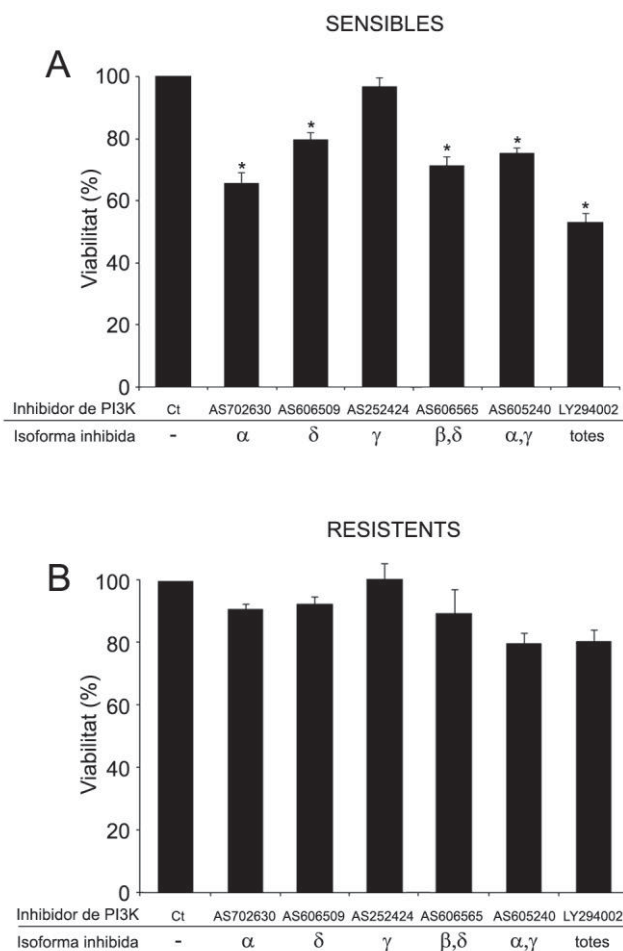 SENSIBLES
A
Viabilitat (%)
100
80
60
40
20
0
Inhibidor de PI3K Ct AS702630 AS606509 AS252424 AS606565 AS605240 LY294002
Isoforma inhibida - α δ γ β,δ α,γ totes
* * * * *
RESISTENTS
B
Viabilitat (%)
100
80
60
40
20
0
Inhibidor de PI3K Ct AS702630 AS606509 AS252424 AS606565 AS605240 LY294002
Isoforma inhibida - α δ γ β,δ α,γ totes